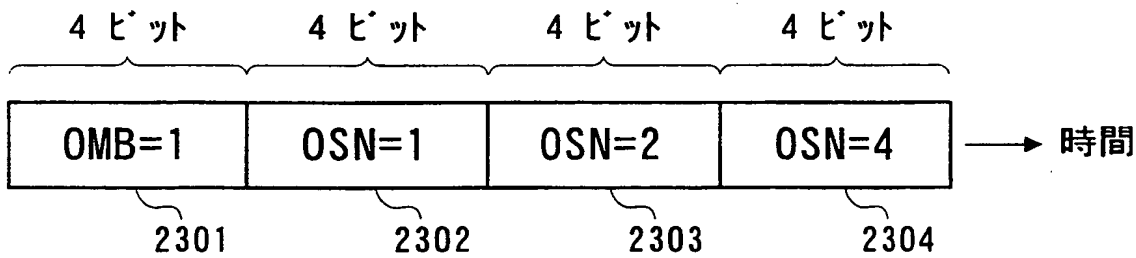 4 ビット 4 ビット 4 ビット 4 ビット
OMB=1 OSN=1 OSN=2 OSN=4 時間
2301 2302 2303 2304